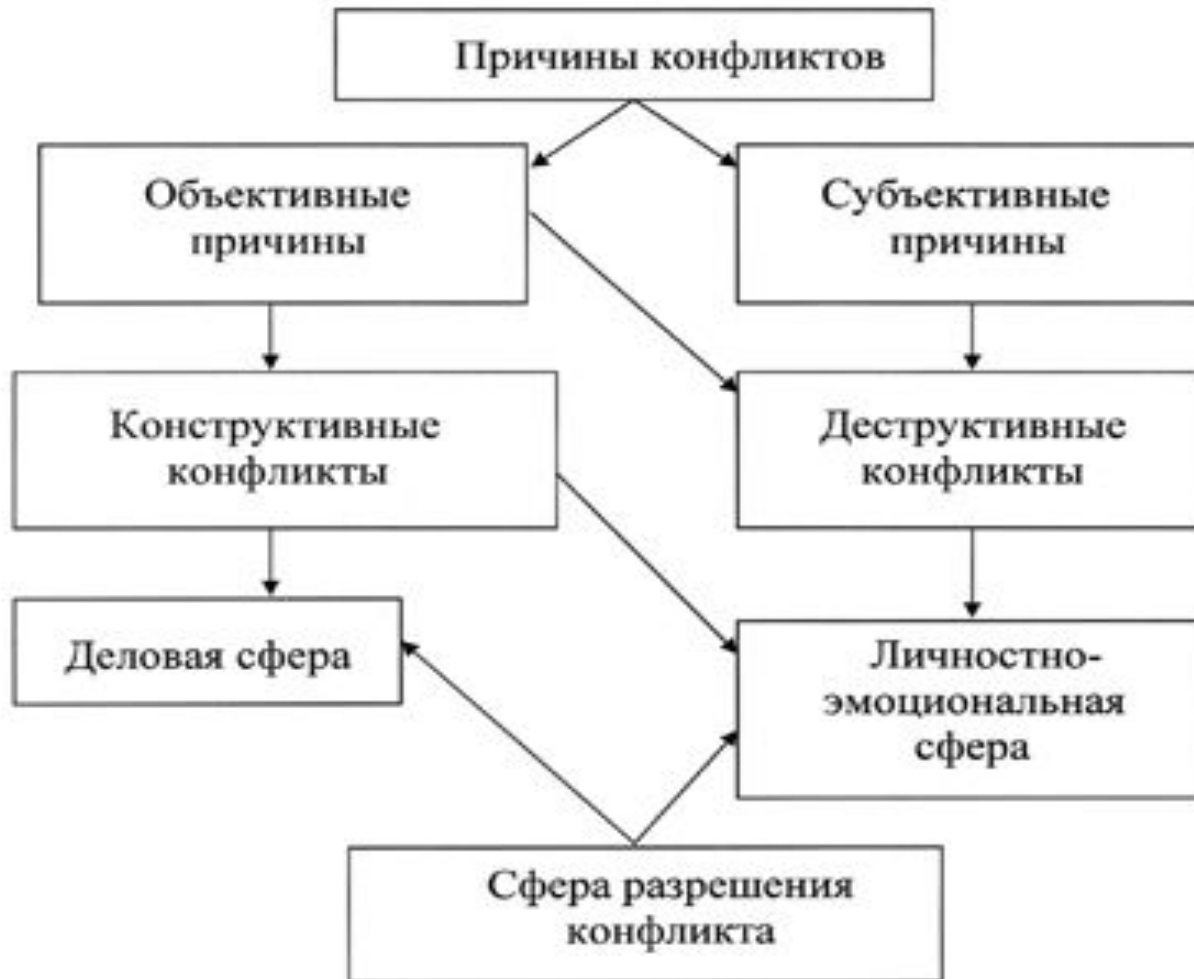 Причины конфликтов
Объективные
причины
Субъективные
причины
Конструктивные
конфликты
Деструктивные
конфликты
Деловая сфера
Личностно-
эмоциональная
сфера
Сфера разрешения
конфликта